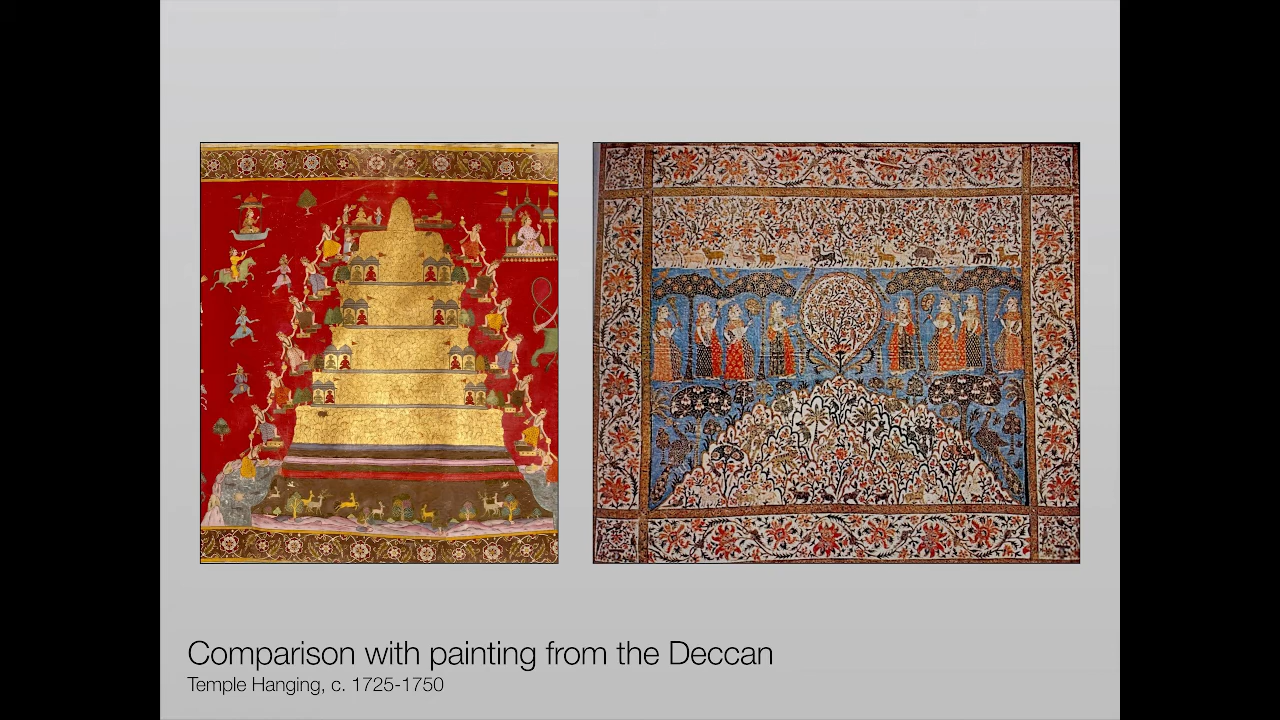 Comparison with painting from the Deccan
Temple Hanging, c. 1725-1750